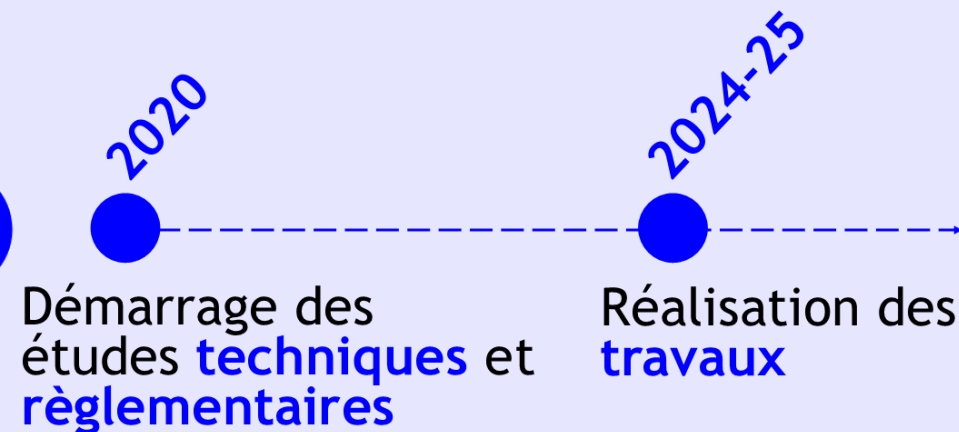 2020
2024-25
Démarrage des
études techniques et
règlementaires
Réalisation des
travaux